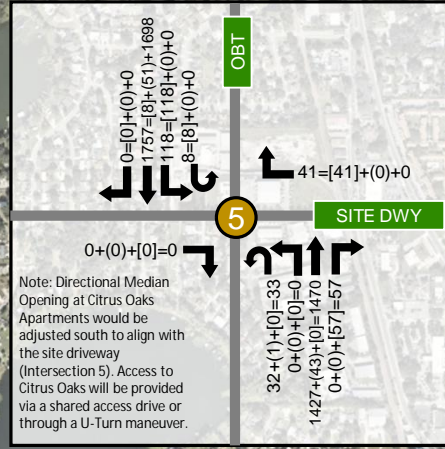 OBT
0=[0]+(0)+0
1757=[8]+(51)+1698
118=[118]+(0)+0
8=[8]+(0)+0
41=[41]+(0)+0
5
SITE DWY
0+(0)+[0]=0
32+(1)+[0]=33
0+(0)+[0]=0
1427+(43)+[0]=1470
0+(0)+[57]=57
Note: Directional Median
Opening at Citrus Oaks
Apartments would be
adjusted south to align with
the site driveway
(Intersection 5). Access to
Citrus Oaks will be provided
via a shared access drive or
through a U-Turn maneuver.